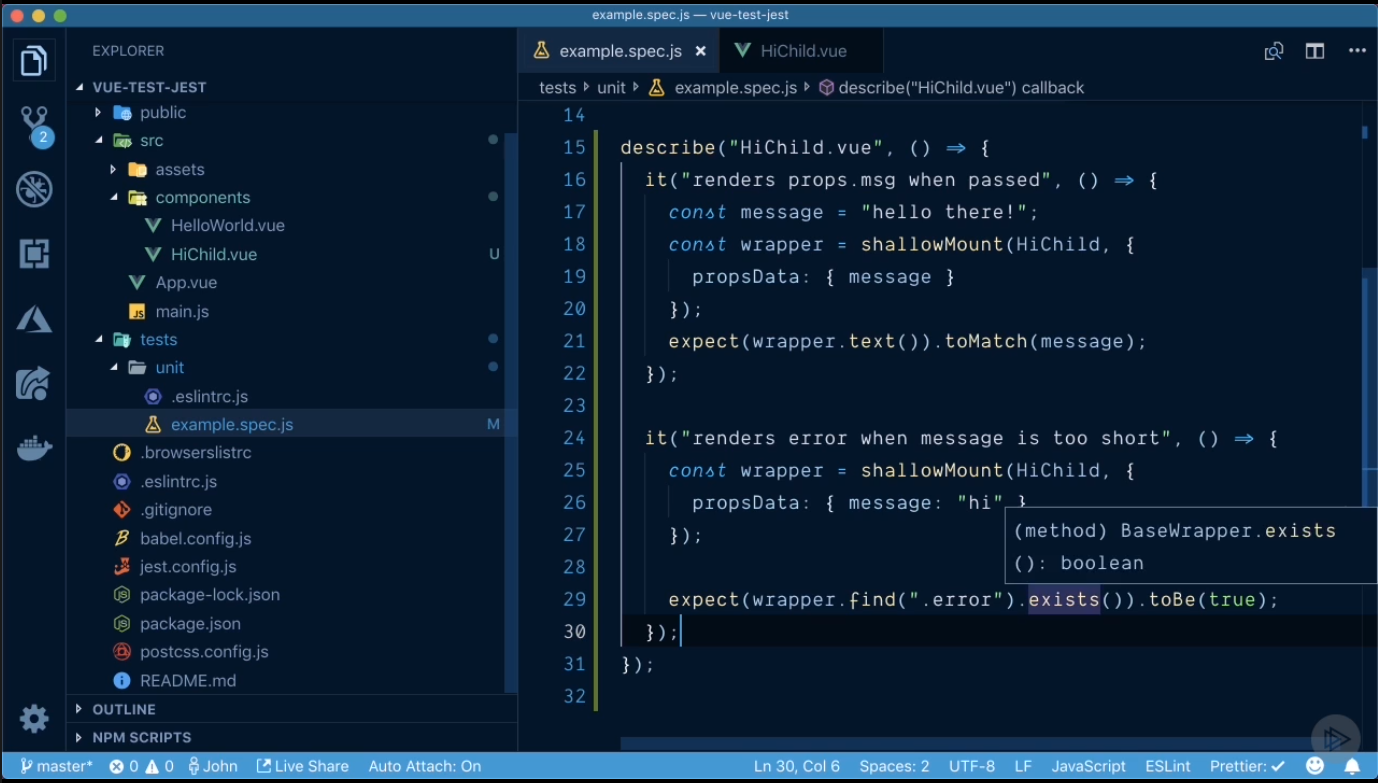 example.spec.js — vue-test-jest
EXPLORER
VUE-TEST-JEST
public
src
assets
components
HelloWorld.vue
HiChild.vue U
App.vue
JS main.js
tests
unit
.eslintrc.js
example.spec.js M
.browserslistrc
.eslintrc.js
.gitignore
babel.config.js
jest.config.js
package-lock.json
package.json
postcss.config.js
README.md
OUTLINE
NPM SCRIPTS
2
example.spec.js × HiChild.vue
tests unit example.spec.js describe("HiChild.vue") callback
14
15 describe("HiChild.vue", () => {
16 it("renders props.msg when passed", () => {
17 const message = "hello there!";
18 const wrapper = shallowMount(HiChild, {
19 propsData: { message }
20 });
21 expect(wrapper.text()).toMatch(message);
22 });
23
24 it("renders error when message is too short", () => {
25 const wrapper = shallowMount(HiChild, {
26 propsData: { message: "hi" }
27 });
28
29 expect(wrapper.find(".error").exists()).toBe(true);
30 });
31 });
32
(method) BaseWrapper.exists
(): boolean
master* 0 0 John Live Share Auto Attach: On Ln 30, Col 6 Spaces: 2 UTF-8 LF JavaScript ESLint Prettier: ✓